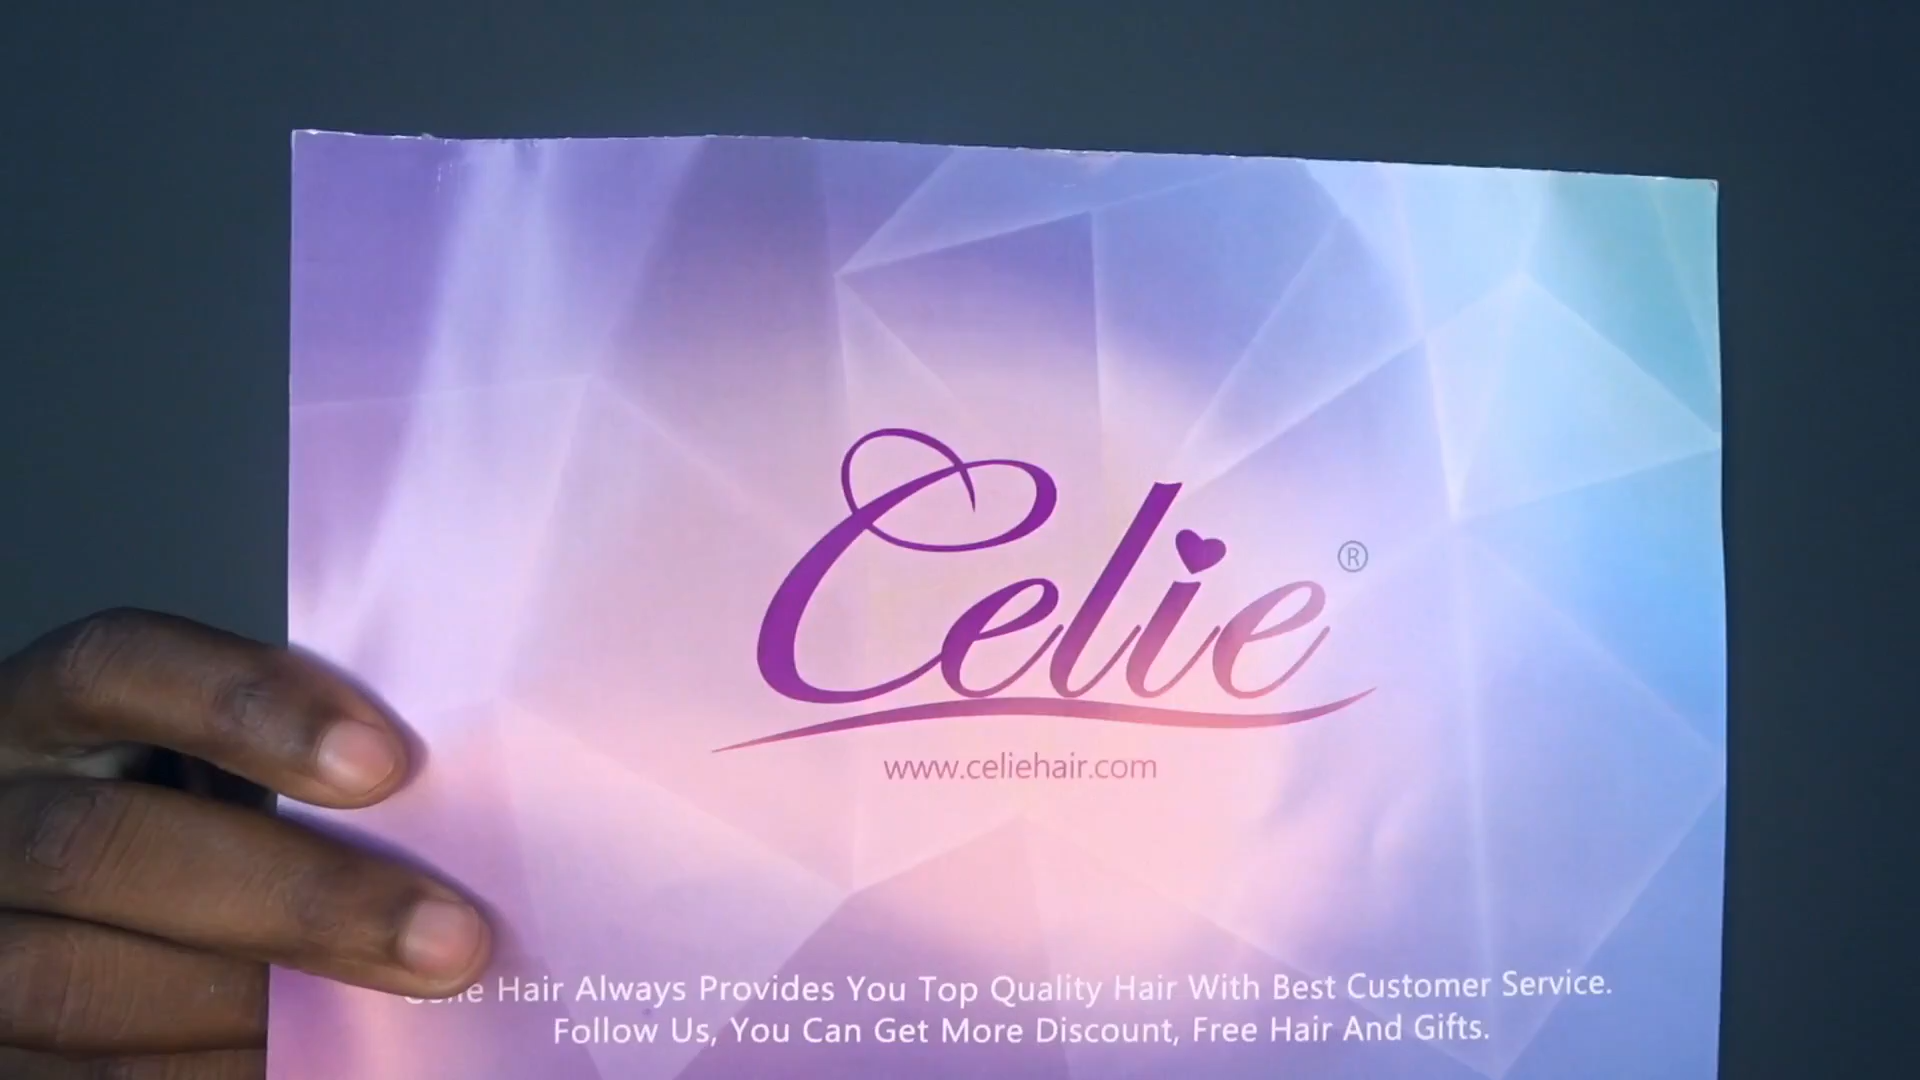 Celie®
www.celiehair.com
Celie Hair Always Provides You Top Quality Hair With Best Customer Service.
Follow Us, You Can Get More Discount, Free Hair And Gifts.